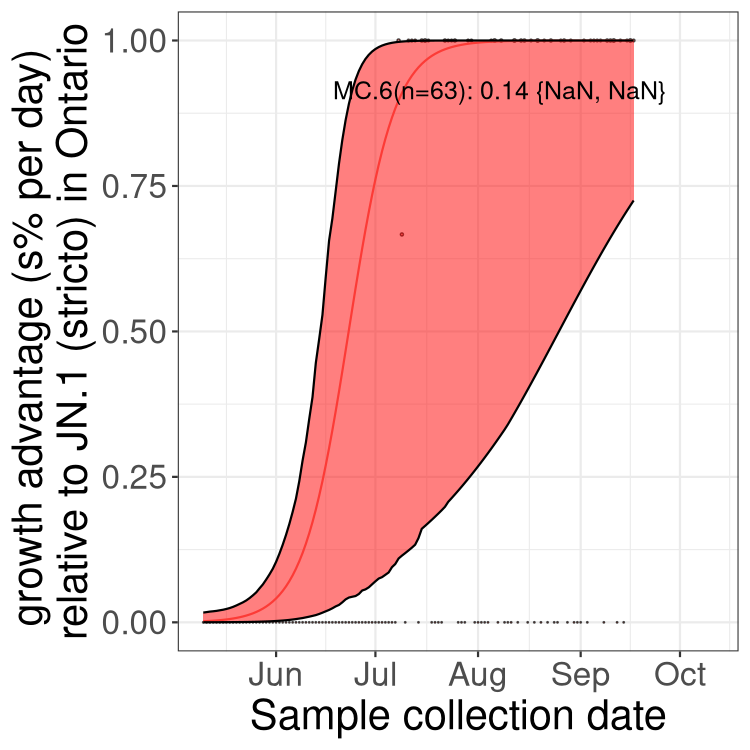 growth advantage (s% per day)
relative to JN.1 (stricto) in Ontario
1.00
0.75
0.50
0.25
0.00
MC.6(n=63): 0.14 {NaN, NaN}
Jun Jul Aug Sep Oct
Sample collection date